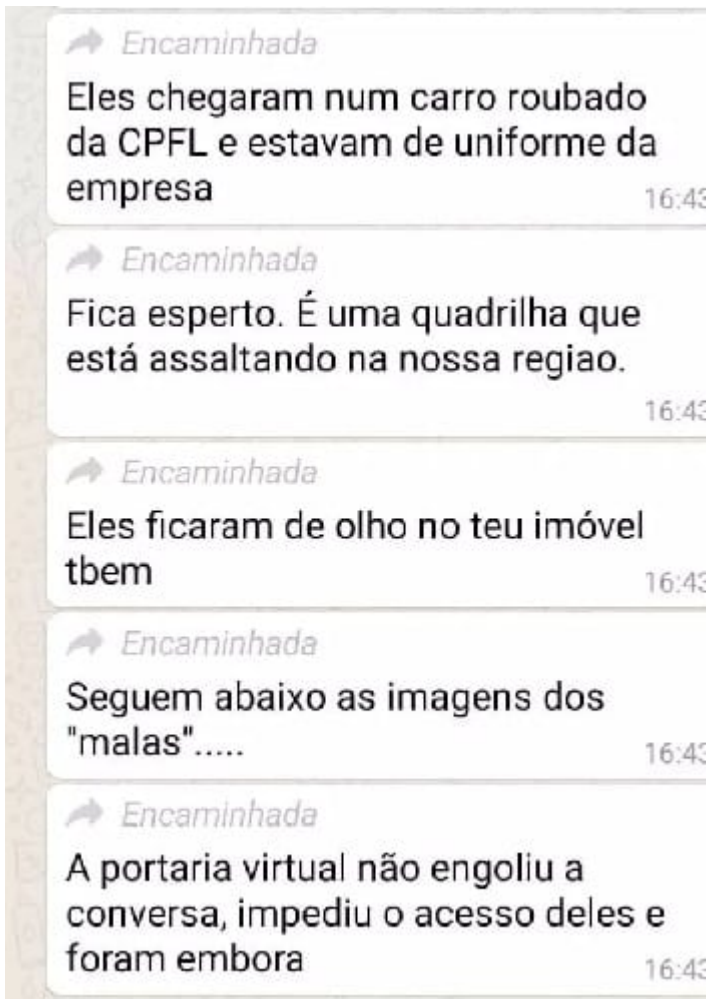 Encaminhada
Eles chegaram num carro roubado
da CPFL e estavam de uniforme da
empresa
16:43
Encaminhada
Fica esperto. É uma quadrilha que
está assaltando na nossa regiao.
16:43
Encaminhada
Eles ficaram de olho no teu imóvel
tbem
16:43
Encaminhada
Seguem abaixo as imagens dos
"malas".....
16:43
Encaminhada
A portaria virtual não engoliu a
conversa, impediu o acesso deles e
foram embora
16:43